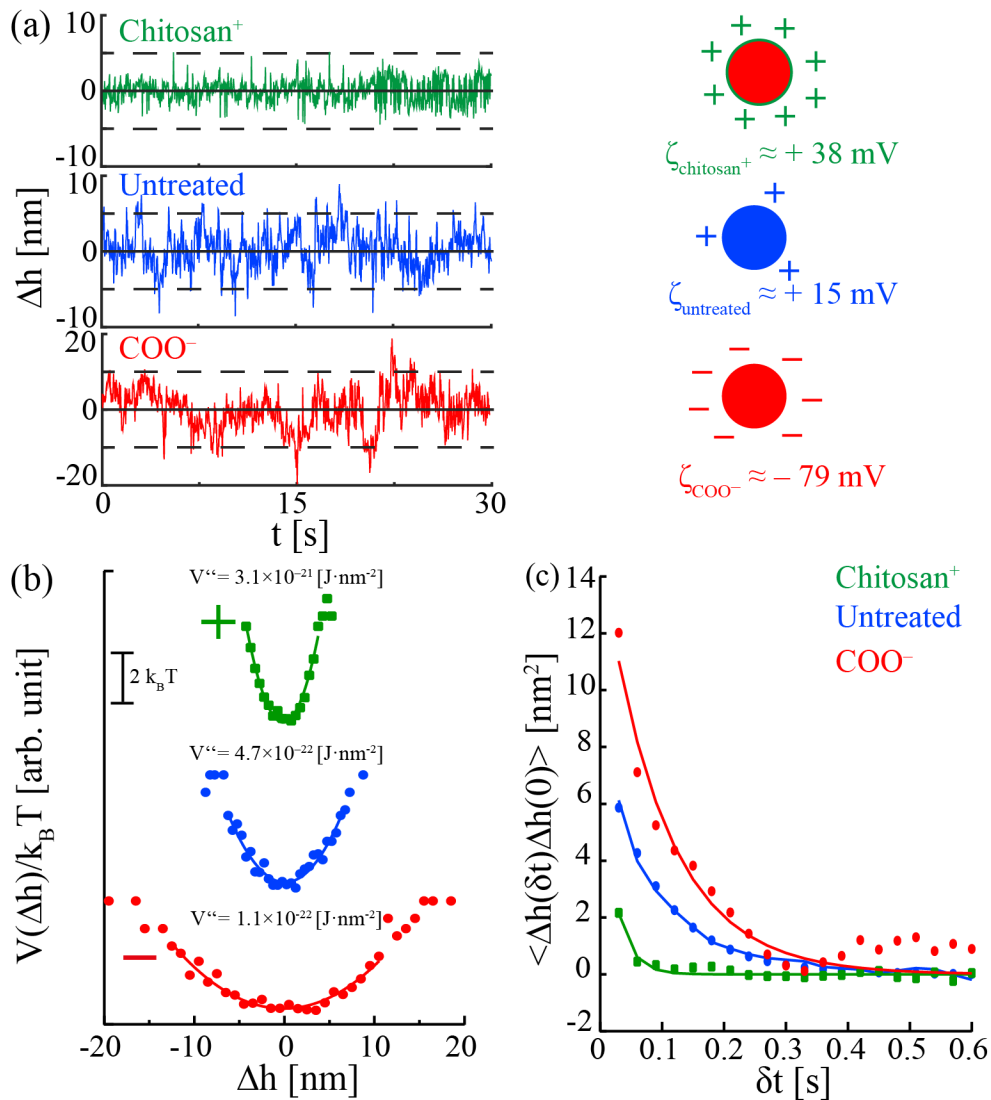 (a)
10
Chitosan⁺
0
-10
10
Untreated
0
-10
20
COO⁻
0
-20
Δh [nm]
0
15
30
t [s]
+ + + + + + + +
ζchitosan⁺ ≈ + 38 mV
+ + +
ζuntreated ≈ + 15 mV
− − − − − − −
ζCOO⁻ ≈ – 79 mV
(b)
V“= 3.1×10⁻²¹ [J·nm⁻²]
+
2 kBT
V“= 4.7×10⁻²² [J·nm⁻²]
V“= 1.1×10⁻²² [J·nm⁻²]
−
V(Δh)/kBT [arb. unit]
-20
-10
0
10
20
Δh [nm]
(c)
14
12
10
8
6
4
2
0
-2
Chitosan⁺
Untreated
COO⁻
<Δh(δt)Δh(0)> [nm²]
0
0.1
0.2
0.3
0.4
0.5
0.6
δt [s]